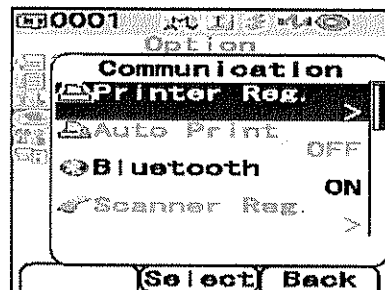 0001
Option
Communication
Printer Reg.
>
Auto Print
OFF
Bluetooth
ON
Scanner Reg.
>
Select Back